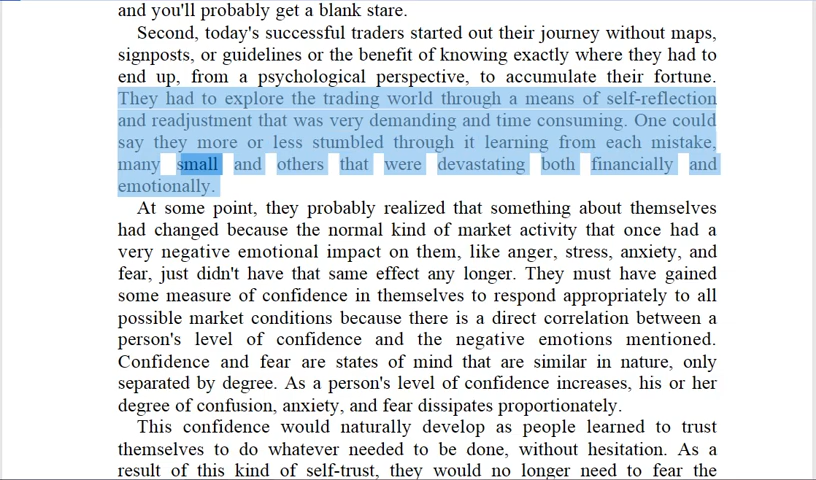 and you'll probably get a blank stare.
Second, today's successful traders started out their journey without maps,
signposts, or guidelines or the benefit of knowing exactly where they had to
end up, from a psychological perspective, to accumulate their fortune.
They had to explore the trading world through a means of self-reflection
and readjustment that was very demanding and time consuming. One could
say they more or less stumbled through it learning from each mistake,
many small and others that were devastating both financially and
emotionally.
At some point, they probably realized that something about themselves
had changed because the normal kind of market activity that once had a
very negative emotional impact on them, like anger, stress, anxiety, and
fear, just didn't have that same effect any longer. They must have gained
some measure of confidence in themselves to respond appropriately to all
possible market conditions because there is a direct correlation between a
person's level of confidence and the negative emotions mentioned.
Confidence and fear are states of mind that are similar in nature, only
separated by degree. As a person's level of confidence increases, his or her
degree of confusion, anxiety, and fear dissipates proportionately.
This confidence would naturally develop as people learned to trust
themselves to do whatever needed to be done, without hesitation. As a
result of this kind of self-trust, they would no longer need to fear the